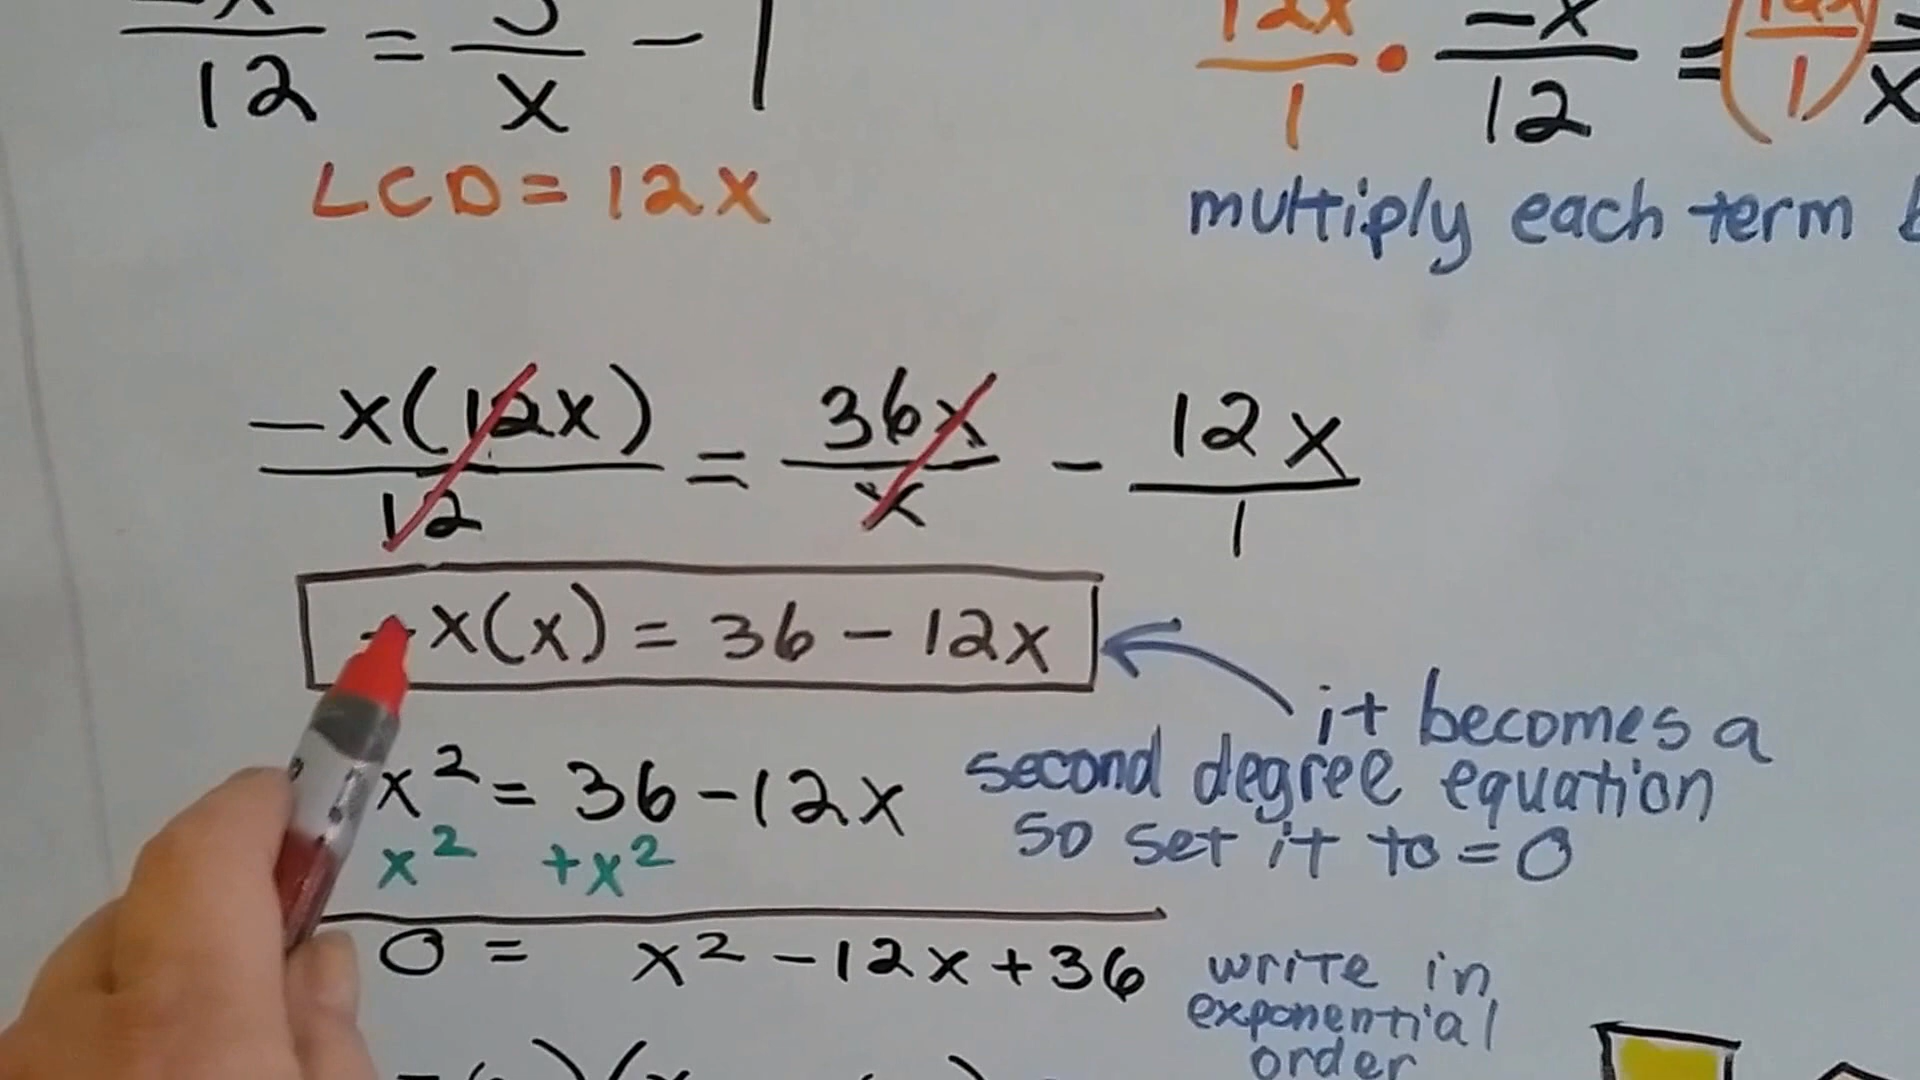 -x/12 = 3/x - 1
12x/1 • -x/12 = (12x/1) x
LCD = 12x
multiply each term
-x(12x)/12 = 36x/x - 12x/1
-x(x) = 36 - 12x
it becomes a
second degree equation
so set it to = 0
x² = 36 - 12x
x² +x²
0 = x² - 12x + 36
write in
exponential
order